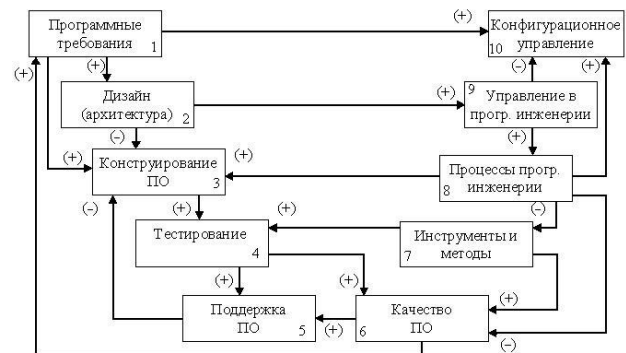 Программные
требования 1
(+)
Конфигурационное
10 управление
(+)
(+)
(-)
(+)
Дизайн
(архитектура) 2
(+)
9 Управление в
прогр. инженерии
(-)
(+)
(+)
Конструирование
ПО 3
(+)
Процессы прогр.
8 инженерии
(-)
(+)
(+)
(-)
Тестирование
4
Инструменты и
7 методы
(+)
(+)
(+)
Поддержка
ПО 5
(+)
Качество
6 ПО
(-)